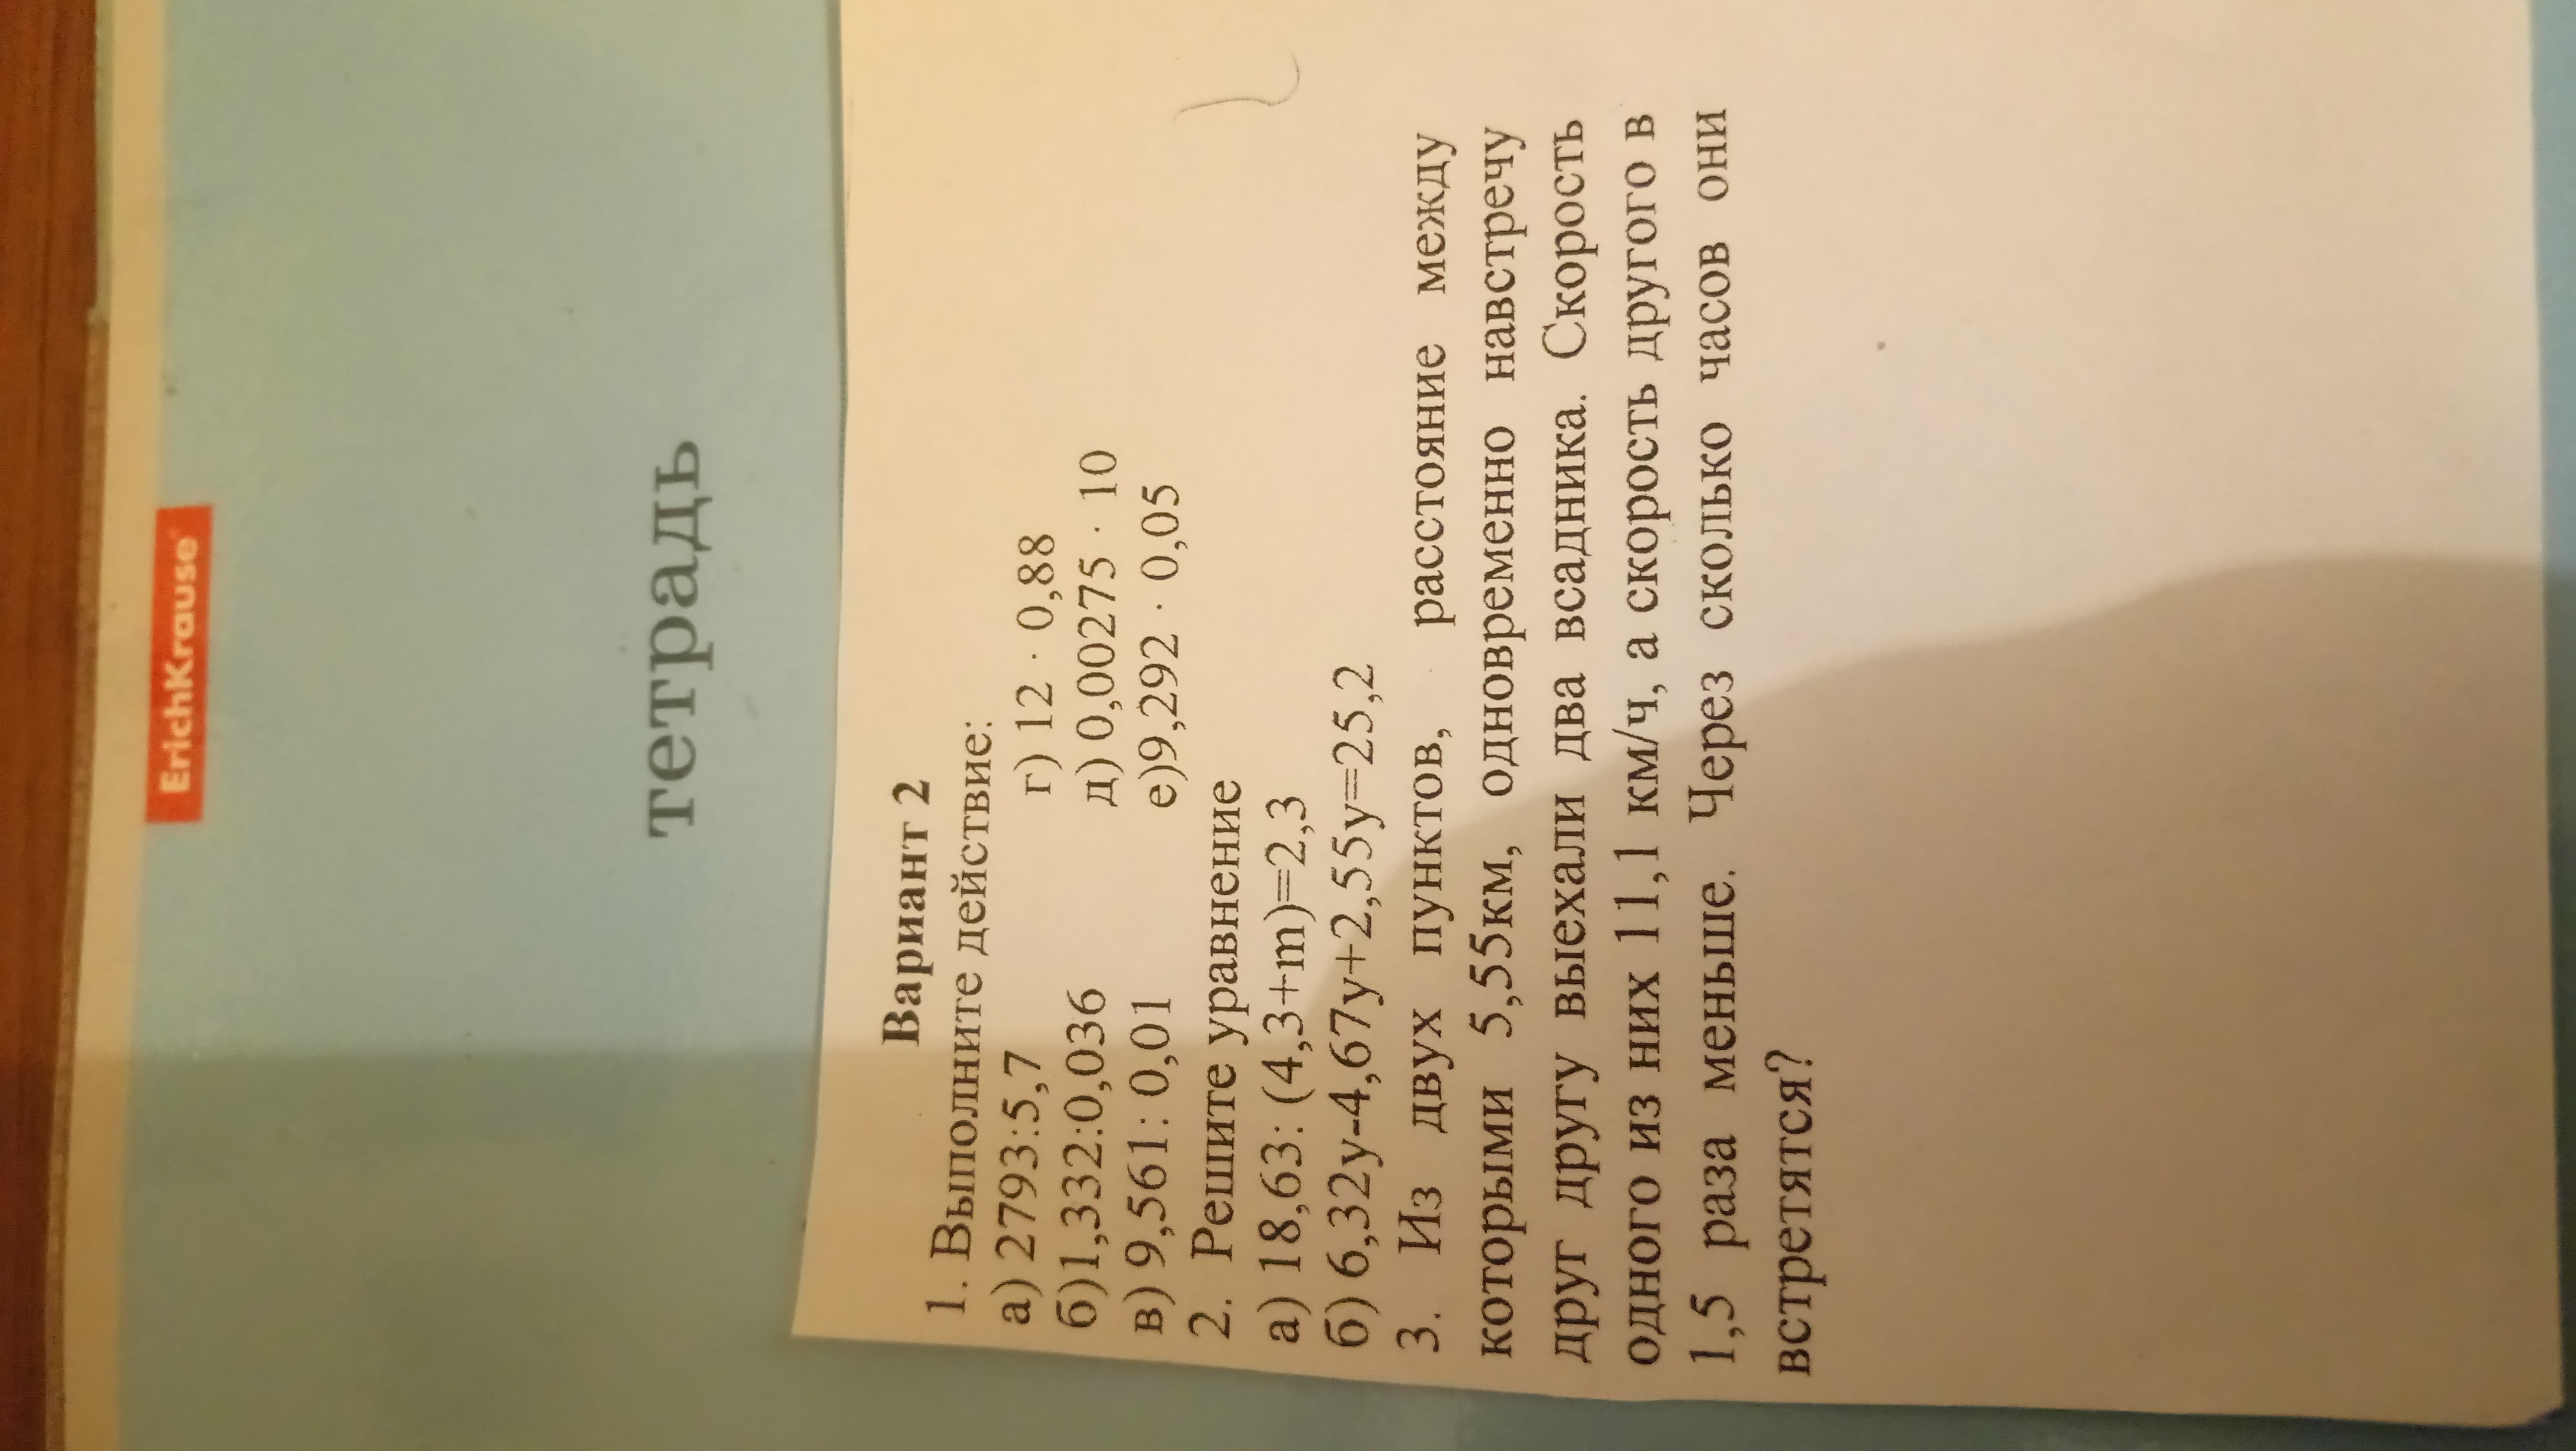 ErichKrause
тетрадь
Вариант 2
1. Выполните действие:
а) 2793:5,7 г) 12 · 0,88
б)1,332:0,036 д) 0,00275 · 10
в) 9,561: 0,01 е)9,292 · 0,05
2. Решите уравнение
а) 18,63: (4,3+m)=2,3
б) 6,32y-4,67y+2,55y=25,2
3. Из двух пунктов, расстояние между
которыми 5,55км, одновременно навстречу
друг другу выехали два всадника. Скорость
одного из них 11,1 км/ч, а скорость другого в
1,5 раза меньше. Через сколько часов они
встретятся?